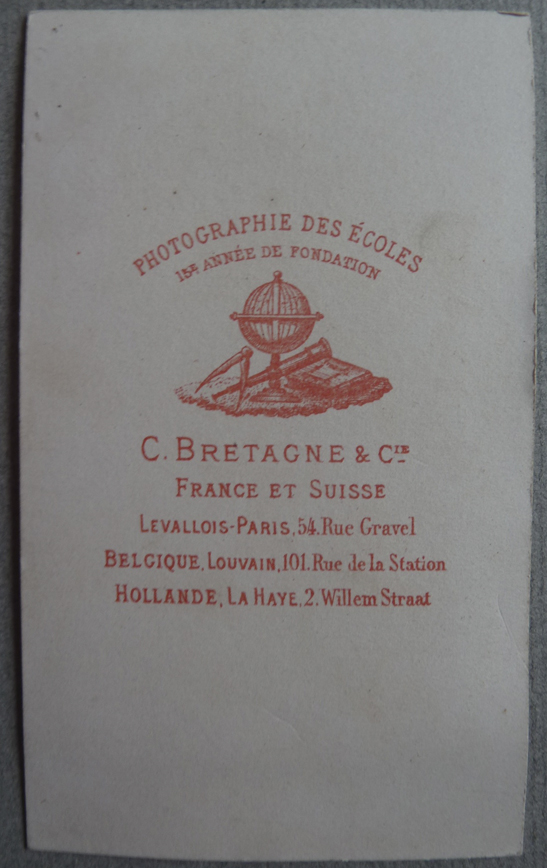 PHOTOGRAPHIE DES ÉCOLES
ANNÉE DE FONDATION
C. BRETAGNE & CIE
FRANCE ET SUISSE
LEVALLOIS-PARIS, 54. Rue Gravel
BELGIQUE, LOUVAIN, 101. Rue de la Station
HOLLANDE, LA HAYE, 2. Willem Straat